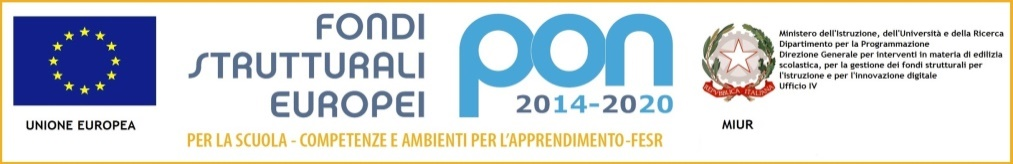 UNIONE EUROPEA
FONDI
STRUTTURALI
EUROPEI
pon
2014-2020
PER LA SCUOLA - COMPETENZE E AMBIENTI PER L'APPRENDIMENTO-FESR
REPVBBLICA ITALIANA
MIUR
Ministero dell'Istruzione, dell'Università e della Ricerca
Dipartimento per la Programmazione
Direzione Generale per interventi in materia di edilizia
scolastica, per la gestione dei fondi strutturali per
l'istruzione e per l'innovazione digitale
Ufficio IV